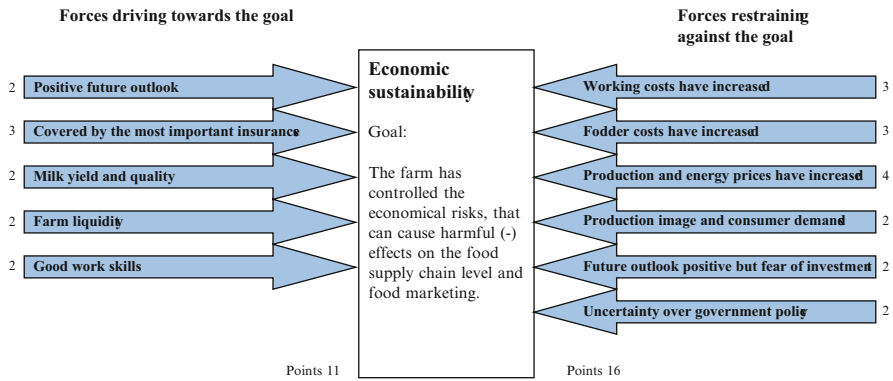 Forces driving towards the goal
2 Positive future outlook
3 Covered by the most important insurance
2 Milk yield and quality
2 Farm liquidity
2 Good work skills
Points 11
Economic
sustainability
Goal:
The farm has
controlled the
economical risks, that
can cause harmful (-)
effects on the food
supply chain level and
food marketing.
Forces restraining
against the goal
Working costs have increased 3
Fodder costs have increased 3
Production and energy prices have increased 4
Production image and consumer demand 2
Future outlook positive but fear of investment 2
Uncertainty over government policy 2
Points 16